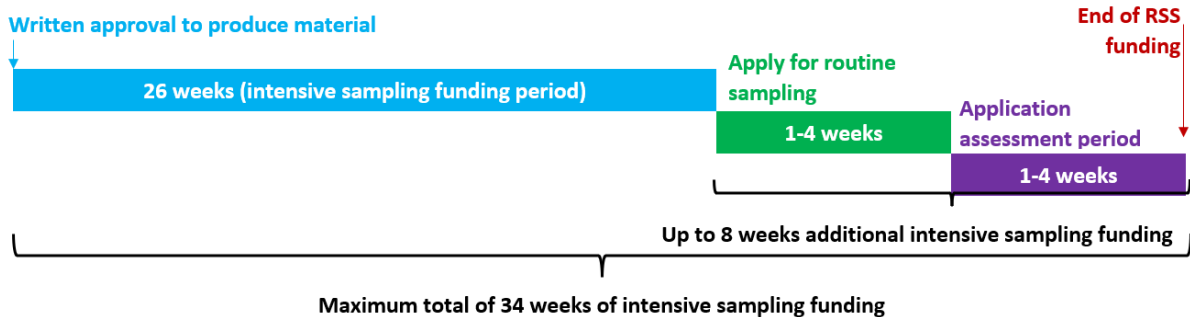 Written approval to produce material
End of RSS
funding
26 weeks (intensive sampling funding period)
Apply for routine
sampling
1-4 weeks
Application
assessment period
1-4 weeks
Up to 8 weeks additional intensive sampling funding
Maximum total of 34 weeks of intensive sampling funding